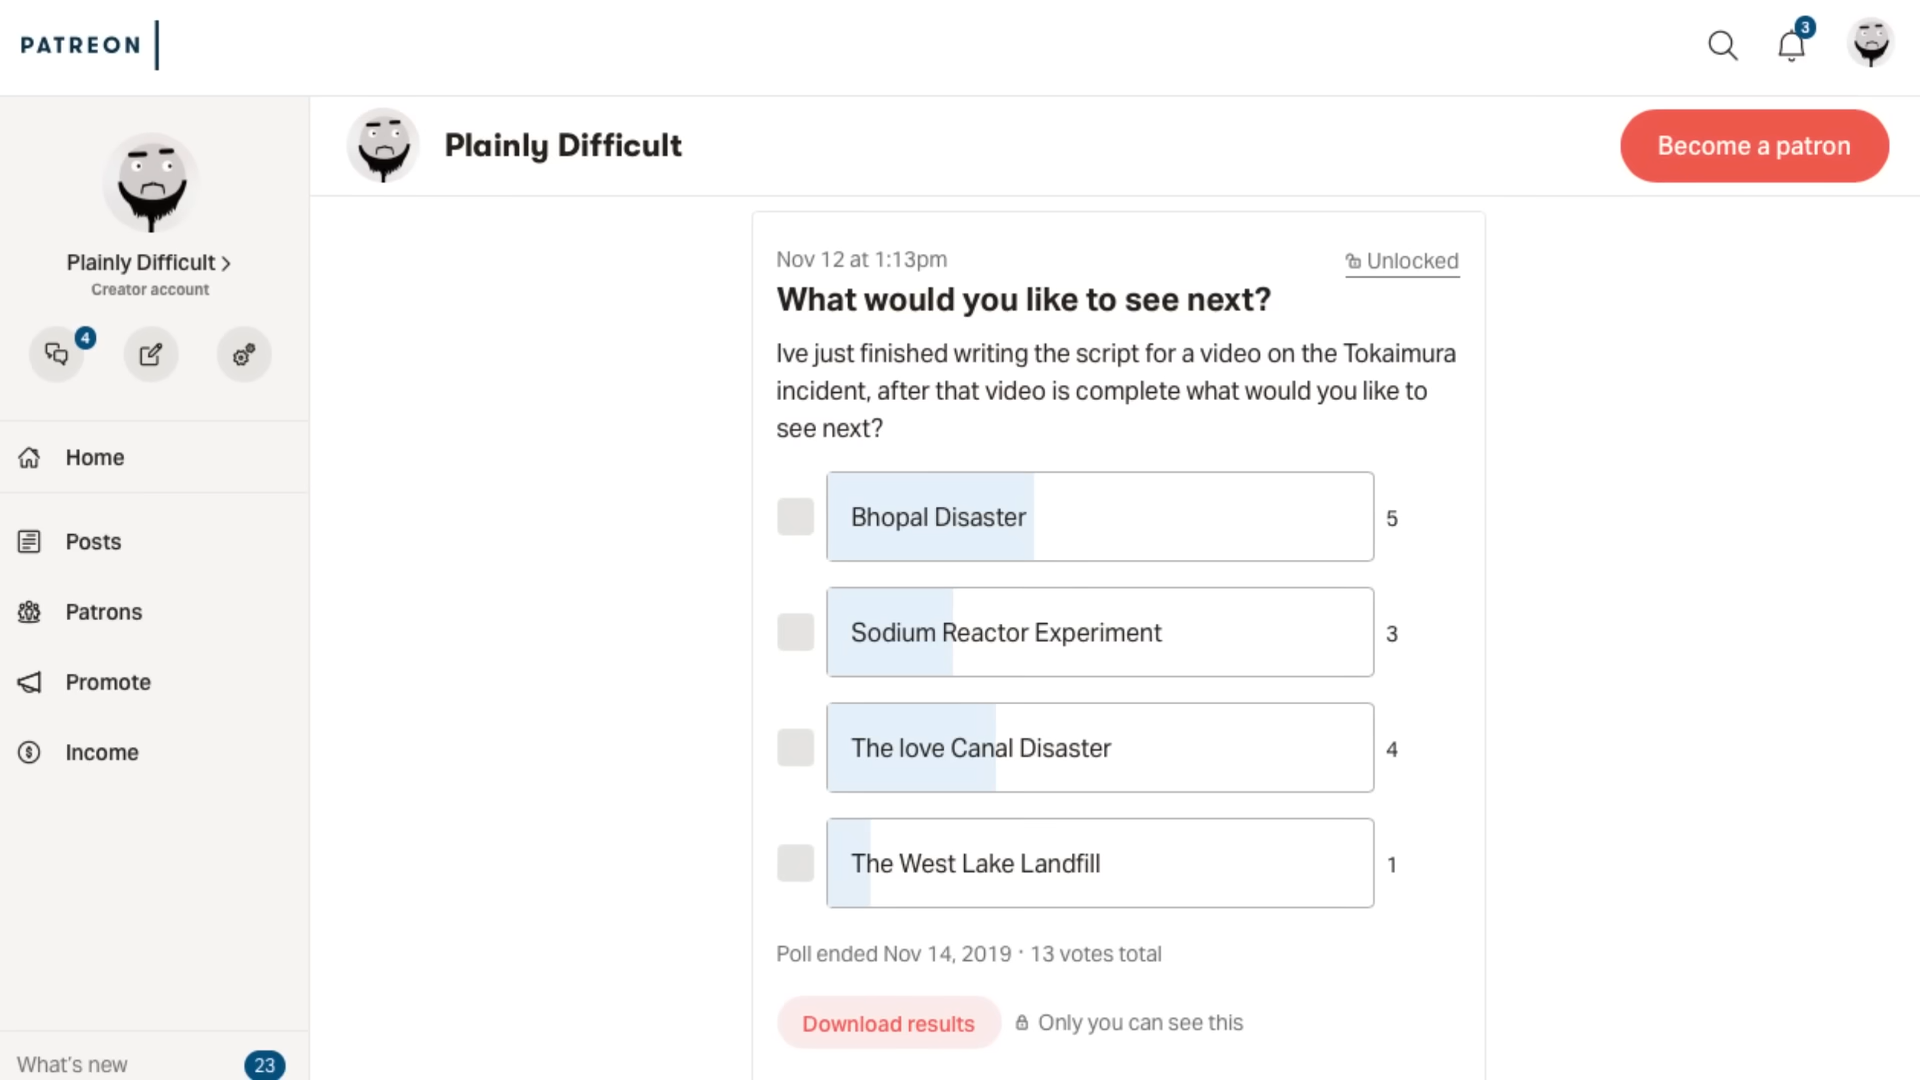 PATREON
3
Plainly Difficult
Become a patron
Plainly Difficult
Creator account
4
Home
Posts
Patrons
Promote
Income
What's new
23
Nov 12 at 1:13pm
Unlocked
What would you like to see next?
Ive just finished writing the script for a video on the Tokaimura
incident, after that video is complete what would you like to
see next?
Bhopal Disaster
5
Sodium Reactor Experiment
3
The love Canal Disaster
4
The West Lake Landfill
1
Poll ended Nov 14, 2019 · 13 votes total
Download results
Only you can see this